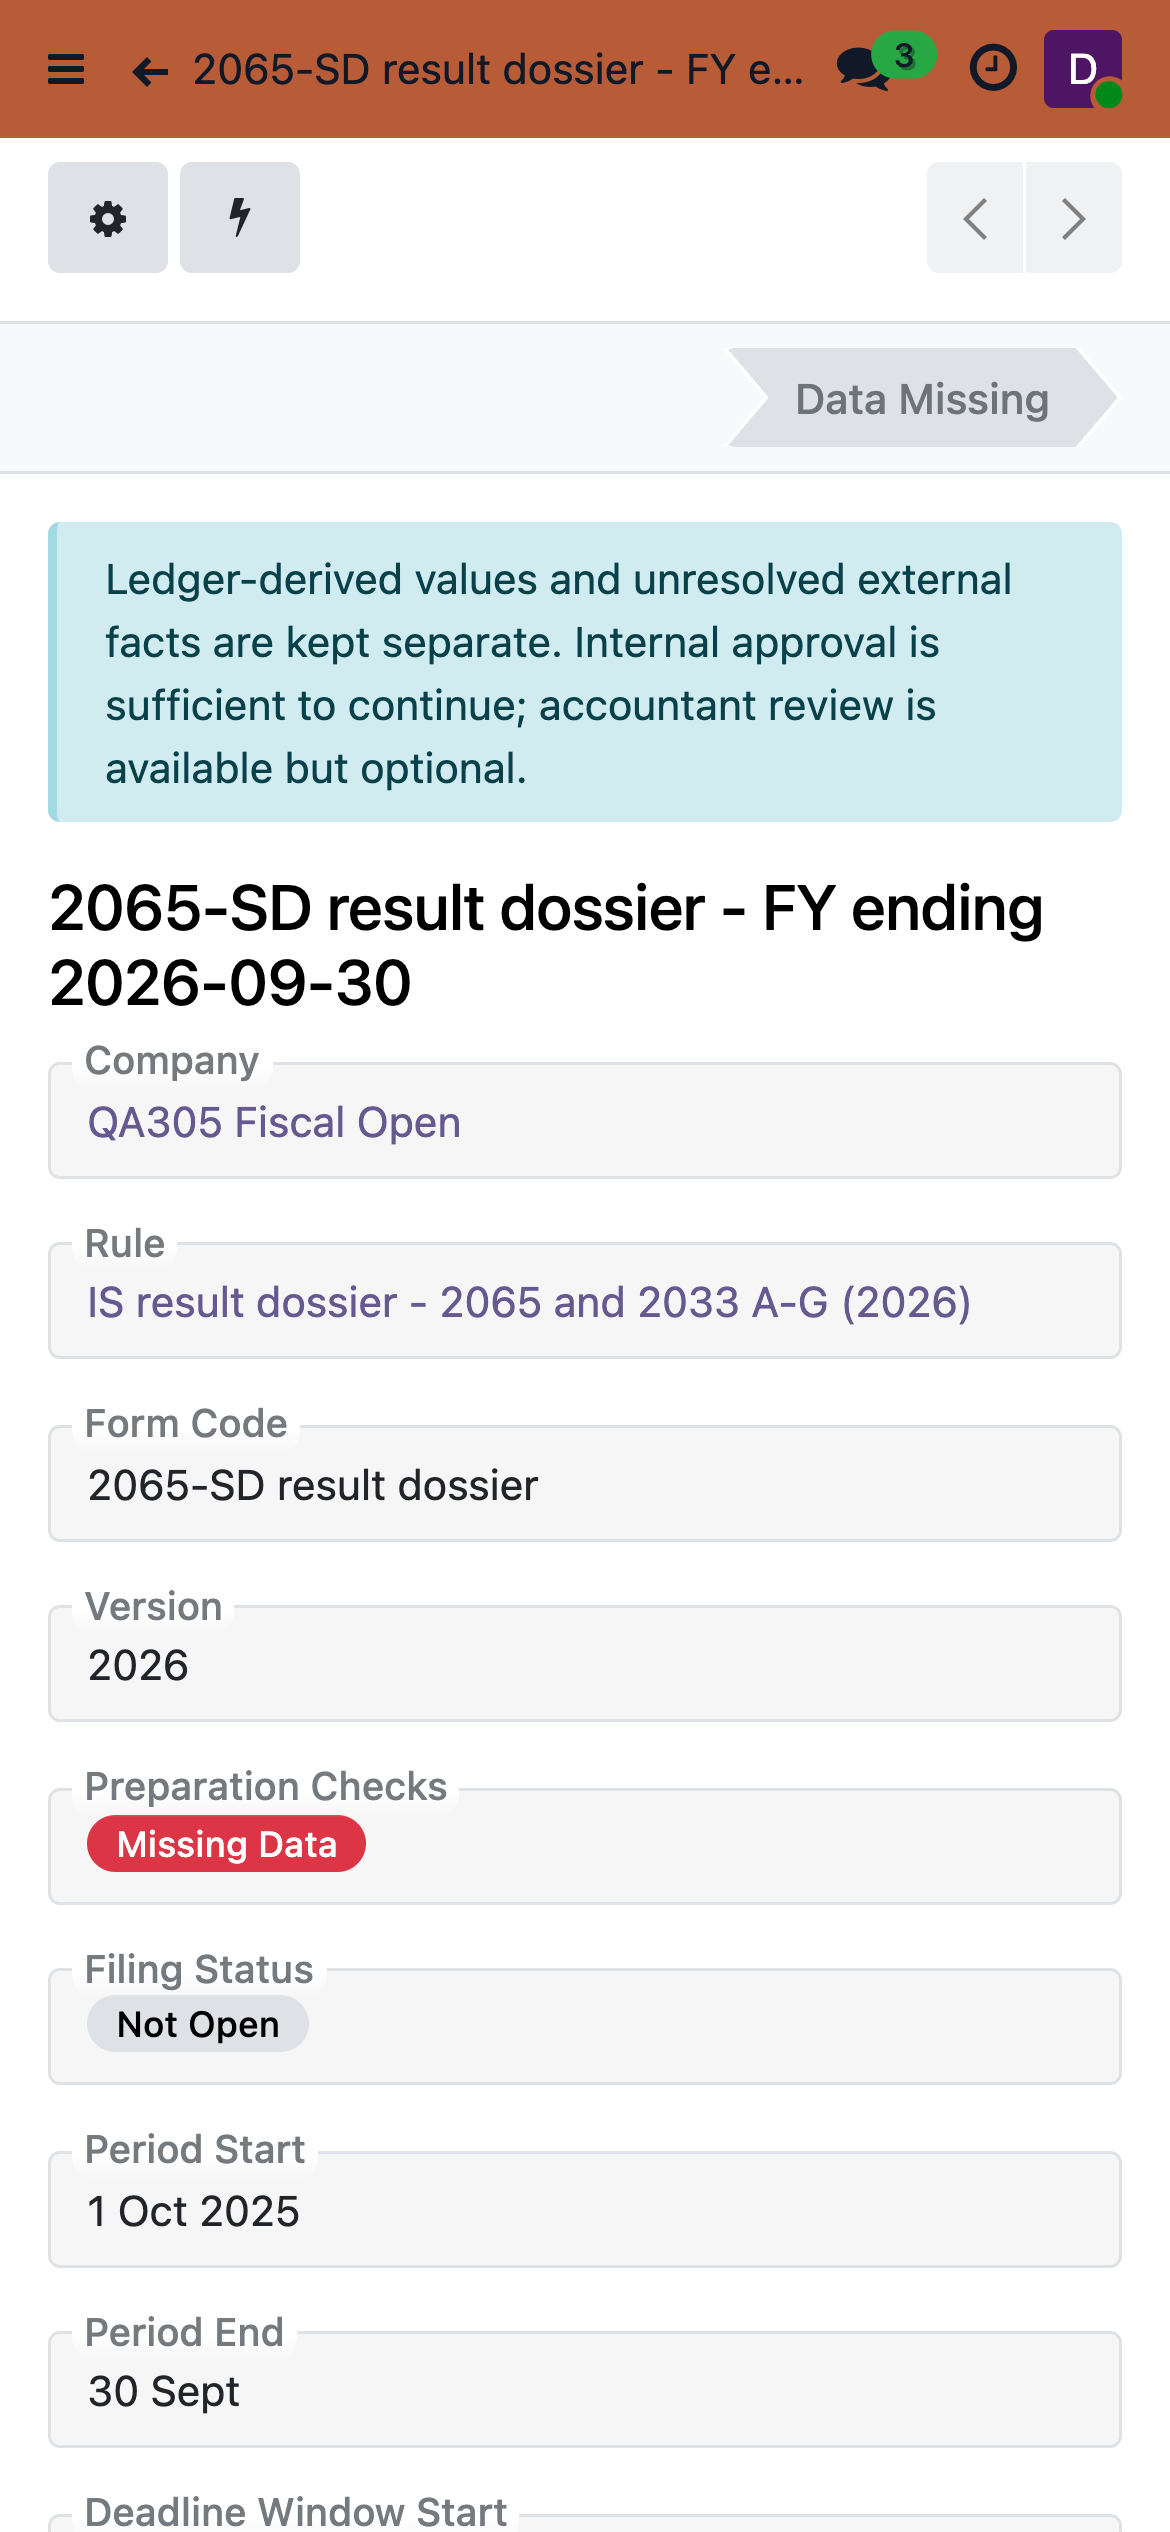 2065-SD result dossier - FY e...
3
D
Data Missing
Ledger-derived values and unresolved external
facts are kept separate. Internal approval is
sufficient to continue; accountant review is
available but optional.
2065-SD result dossier - FY ending
2026-09-30
Company
QA305 Fiscal Open
Rule
IS result dossier - 2065 and 2033 A-G (2026)
Form Code
2065-SD result dossier
Version
2026
Preparation Checks
Missing Data
Filing Status
Not Open
Period Start
1 Oct 2025
Period End
30 Sept
Deadline Window Start